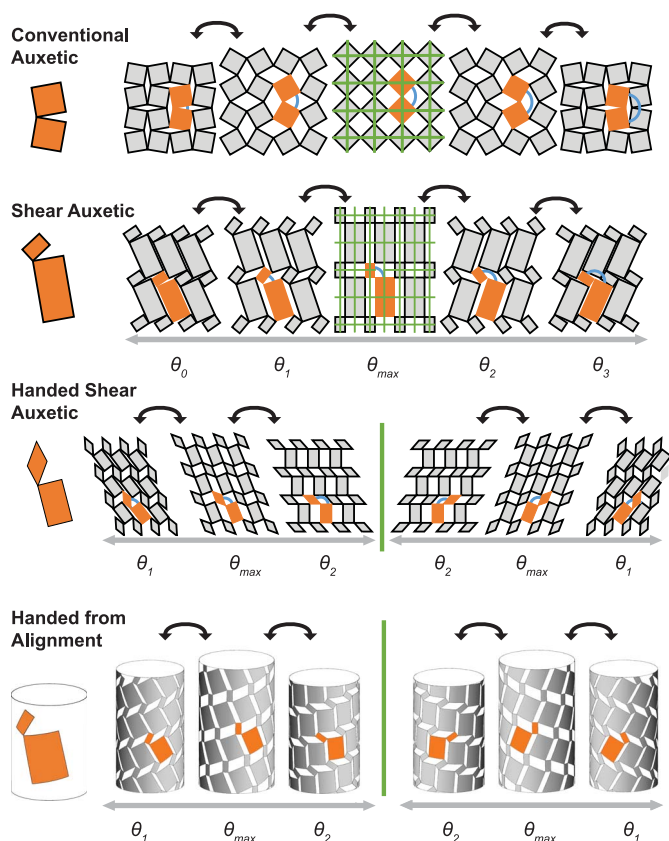 Conventional
Auxetic
Shear Auxetic
θ0 θ1 θmax θ2 θ3
Handed Shear
Auxetic
θ1 θmax θ2 θ2 θmax θ1
Handed from
Alignment
θ1 θmax θ2 θ2 θmax θ1